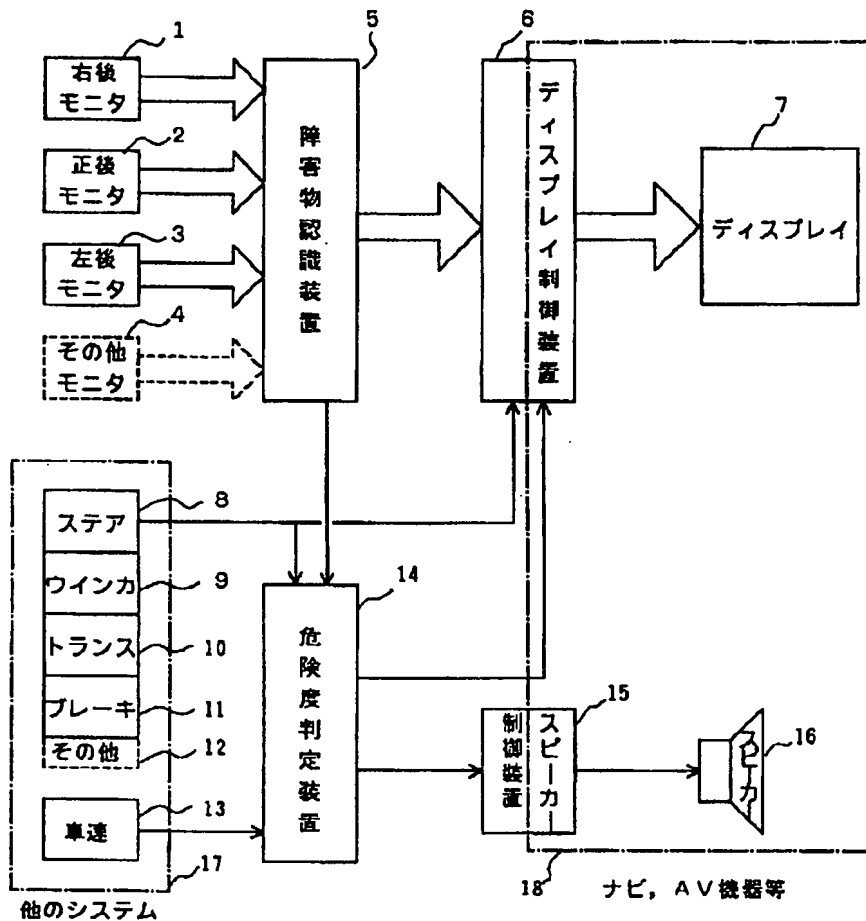 1
右後
モニタ
2
正後
モニタ
3
左後
モニタ
4
その他
モニタ
5
障害物認識装置
6
ディスプレイ制御装置
7
ディスプレイ
8
ステア
9
ウインカ
10
トランス
11
ブレーキ
12
その他
13
車速
17
他のシステム
14
危険度判定装置
15
スピーカー
制御装置
16
スピーカー
18
ナビ，AV機器等